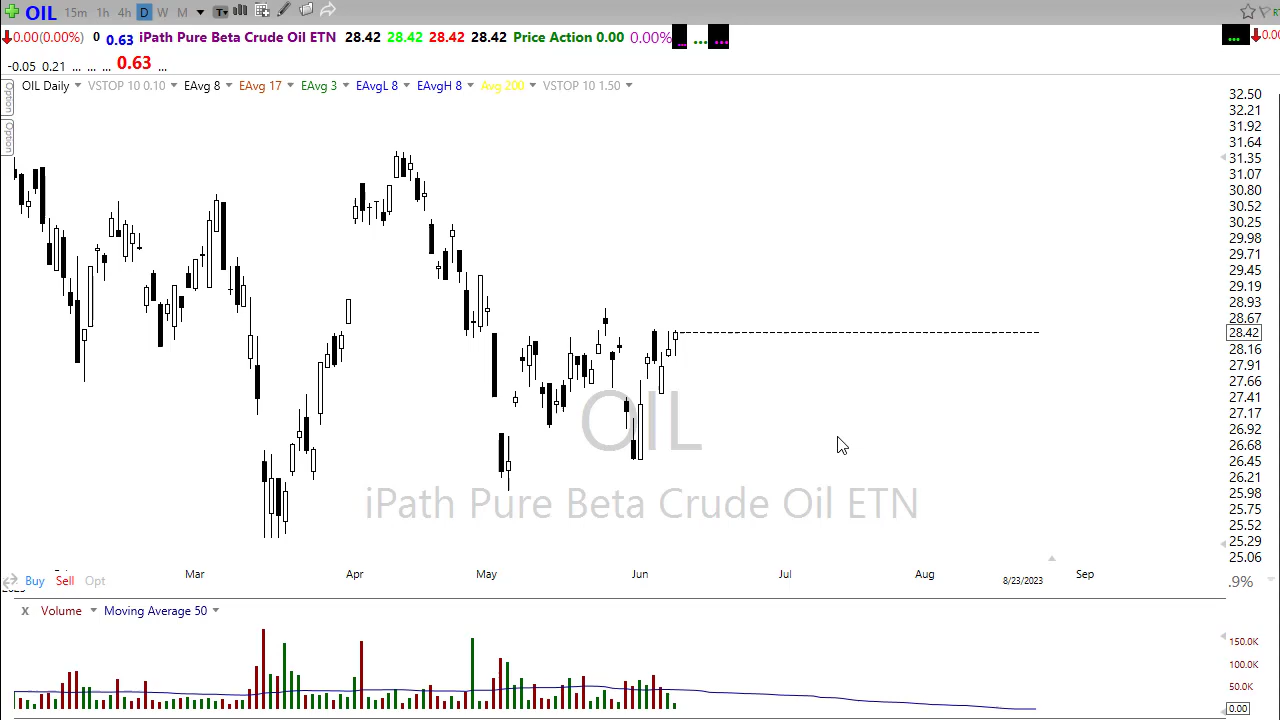 OIL 15m 1h 4h D W M
0.00(0.00%) 0 0.63 iPath Pure Beta Crude Oil ETN 28.42 28.42 28.42 28.42 Price Action 0.00 0.00% ... ... ... ...
-0.05 0.21 ... ... ... 0.63 ...
OIL Daily VSTOP 10 0.10 EAvg 8 EAvg 17 EAvg 3 EAvgL 8 EAvgH 8 Avg 200 VSTOP 10 1.50
Option
Option
32.50
32.21
31.92
31.64
31.35
31.07
30.80
30.52
30.25
29.98
29.71
29.45
29.19
28.93
28.67
28.42
28.16
27.91
27.66
27.41
27.17
26.92
26.68
26.45
26.21
25.98
25.75
25.52
25.29
25.06
OIL
iPath Pure Beta Crude Oil ETN
Mar Apr May Jun Jul Aug 8/23/2023 Sep
Buy Sell Opt .9%
X Volume Moving Average 50
150.0K
100.0K
50.0K
0.00